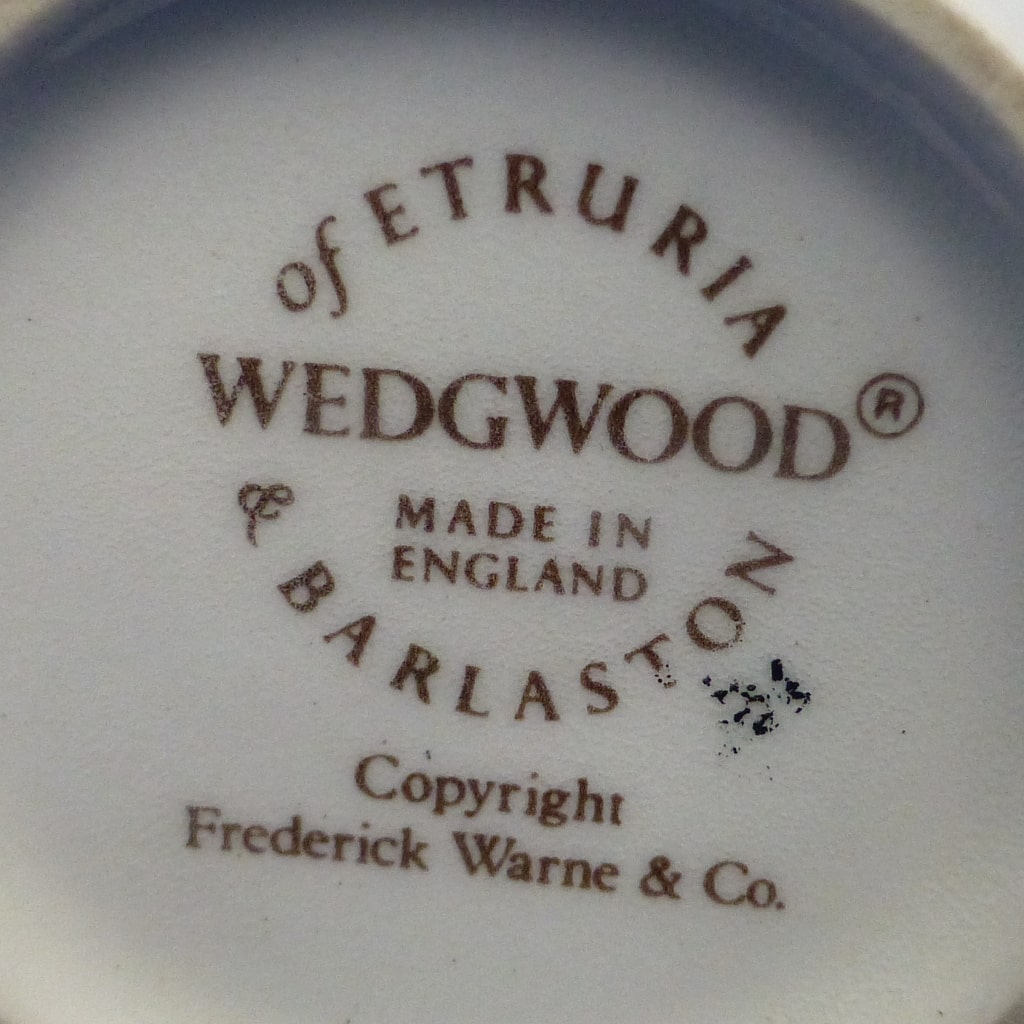 of ETRURIA
WEDGWOOD®
MADE IN
ENGLAND
& BARLASTON
Copyright
Frederick Warne & Co.